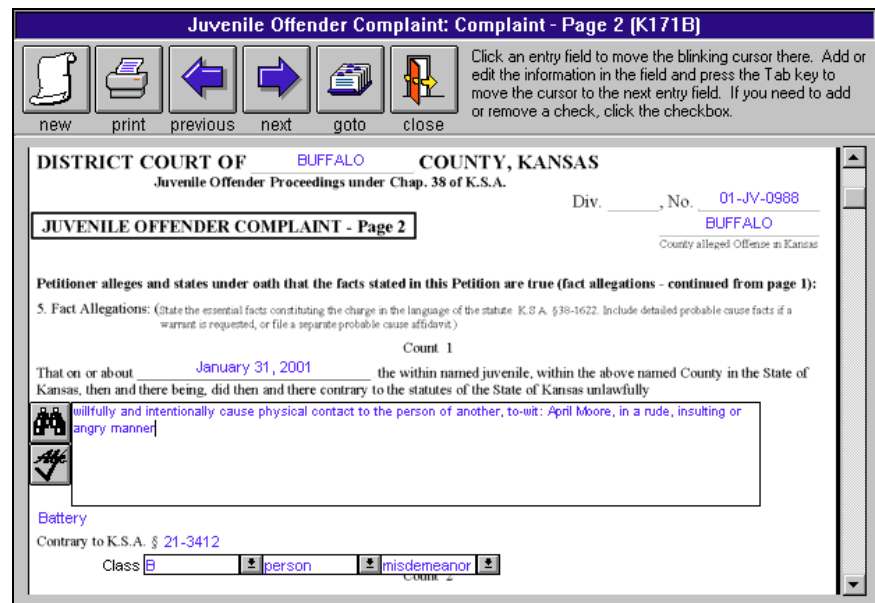 Juvenile Offender Complaint: Complaint - Page 2 (K171B)
Click an entry field to move the blinking cursor there. Add or
edit the information in the field and press the Tab key to
move the cursor to the next entry field. If you need to add
or remove a check, click the checkbox.
new print previous next goto close
DISTRICT COURT OF BUFFALO COUNTY, KANSAS
Juvenile Offender Proceedings under Chap. 38 of K.S.A.
Div. , No. 01-JV-0988
JUVENILE OFFENDER COMPLAINT - Page 2
BUFFALO
County alleged Offense in Kansas
Petitioner alleges and states under oath that the facts stated in this Petition are true (fact allegations - continued from page 1):
5. Fact Allegations: (State the essential facts constituting the charge in the language of the statute K.S.A. §38-1622. Include detailed probable cause facts if a
warrant is requested, or file a separate probable cause affidavit.)
Count 1
That on or about January 31, 2001 the within named juvenile, within the above named County in the State of
Kansas, then and there being, did then and there contrary to the statutes of the State of Kansas unlawfully
willfully and intentionally cause physical contact to the person of another, to-wit: April Moore, in a rude, insulting or
angry manner
Abc
Battery
Contrary to K.S.A. § 21-3412
Class B person misdemeanor
Count 2